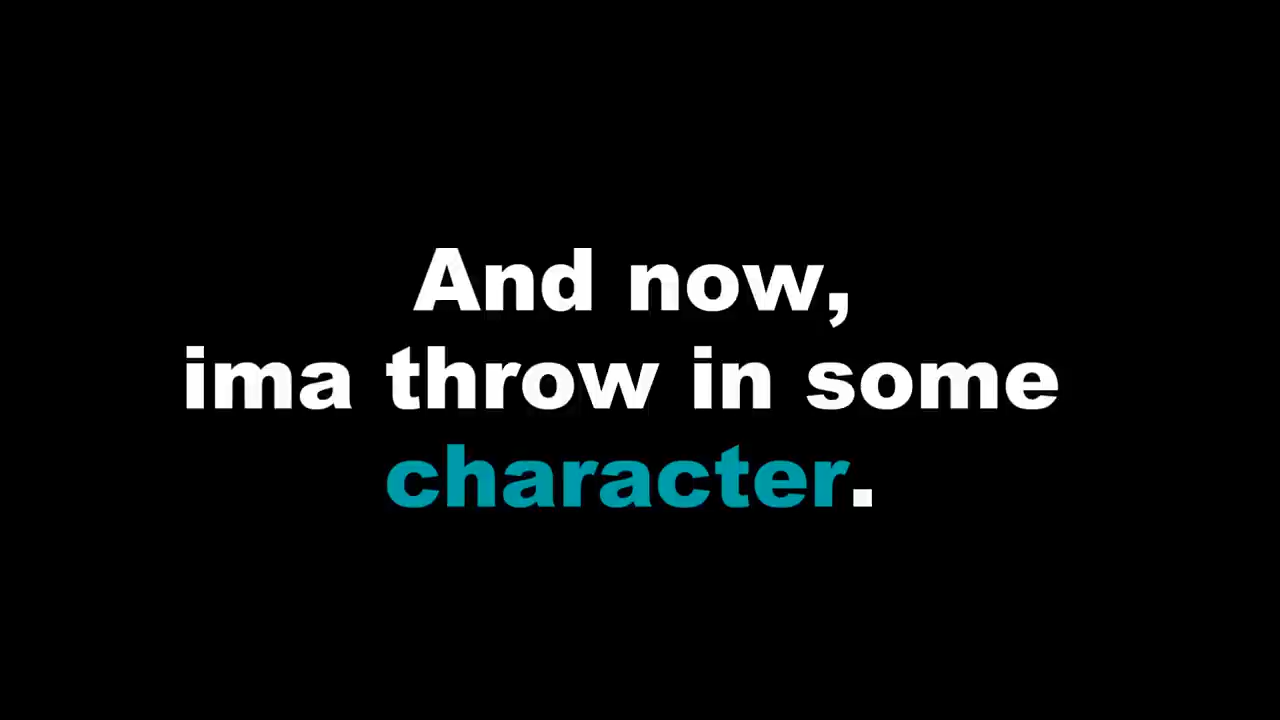 And now,
ima throw in some
character.